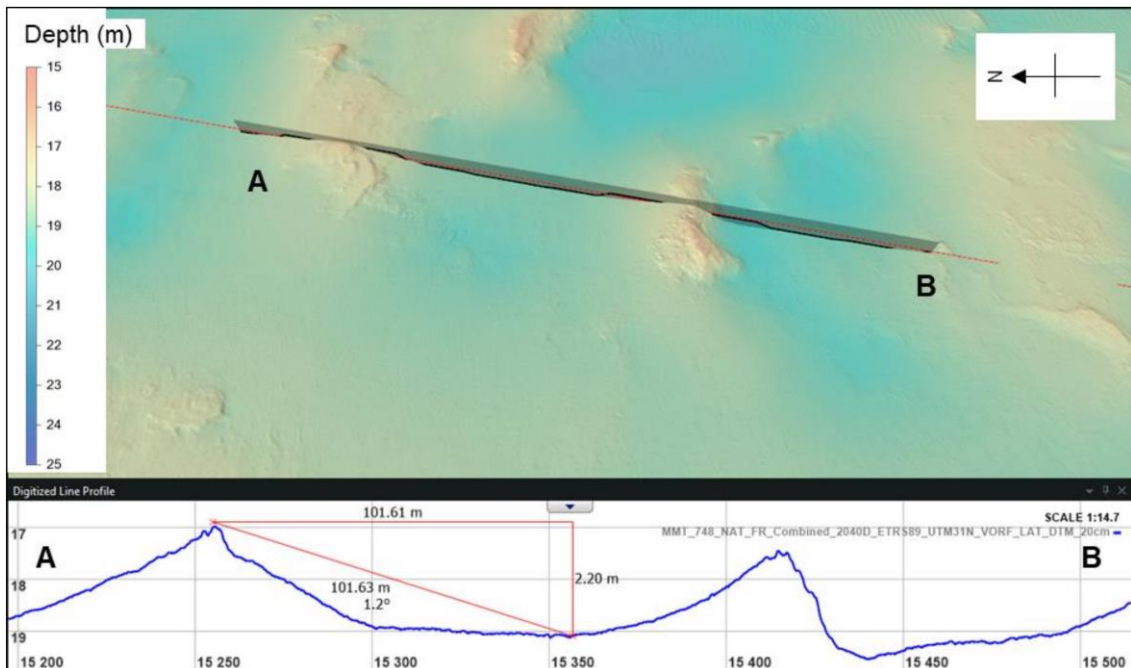 Depth (m)
15
16
17
18
19
20
21
22
23
24
25
N
A
B
Digitized Line Profile
101.61 m
SCALE 1:14.7
MMT_748_NAT_FR_Combined_2040D_ETRS89_UTM31N_VORF_LAT_DTM_20cm
17
A
B
18
101.63 m
1.2°
2.20 m
19
15 200
15 250
15 300
15 350
15 400
15 450
15 500